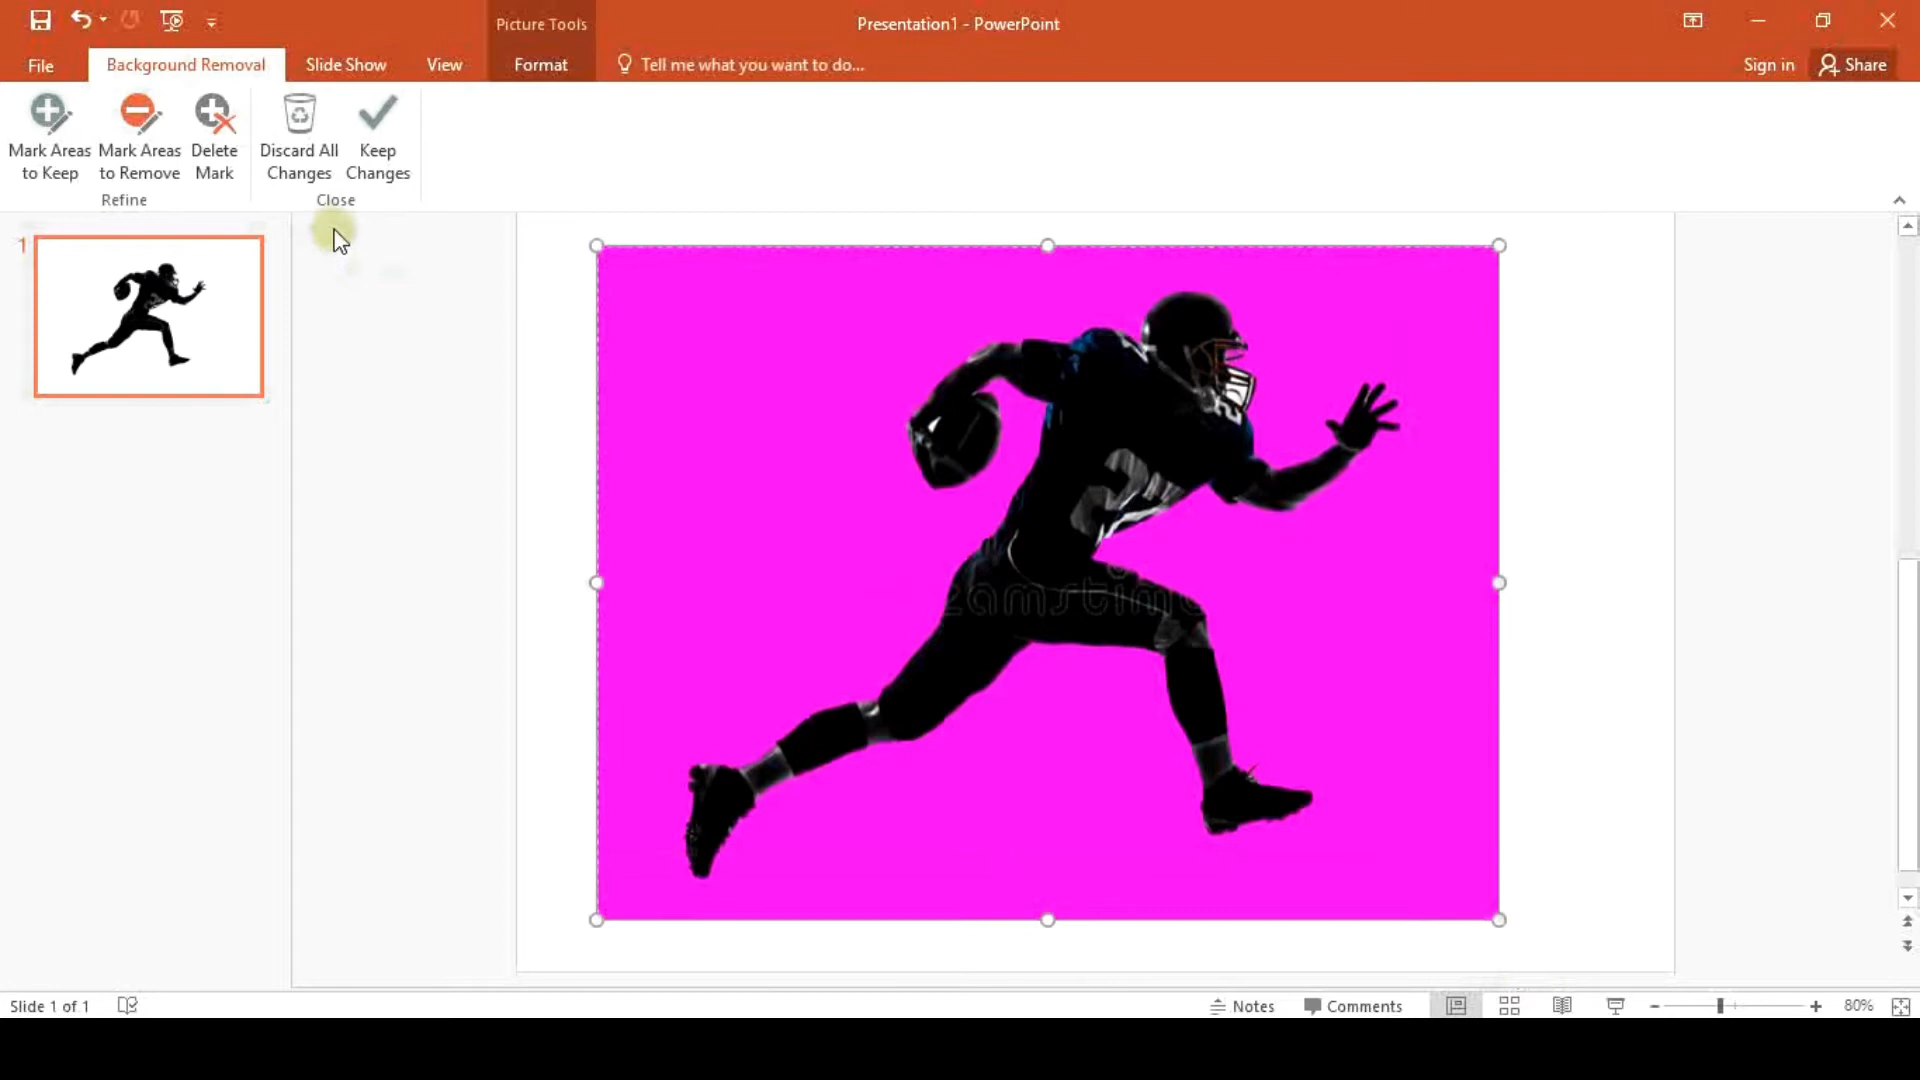 Picture Tools
Presentation1 - PowerPoint
File
Background Removal
Slide Show
View
Format
Tell me what you want to do...
Sign in
Share
Mark Areas
to Keep
Mark Areas
to Remove
Delete
Mark
Discard All
Changes
Keep
Changes
Refine
Close
1
2
Slide 1 of 1
Notes
Comments
80%